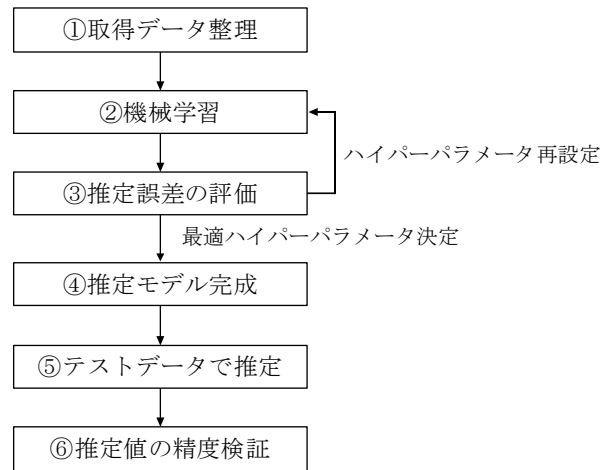 ①取得データ整理
②機械学習
ハイパーパラメータ再設定
③推定誤差の評価
最適ハイパーパラメータ決定
④推定モデル完成
⑤テストデータで推定
⑥推定値の精度検証